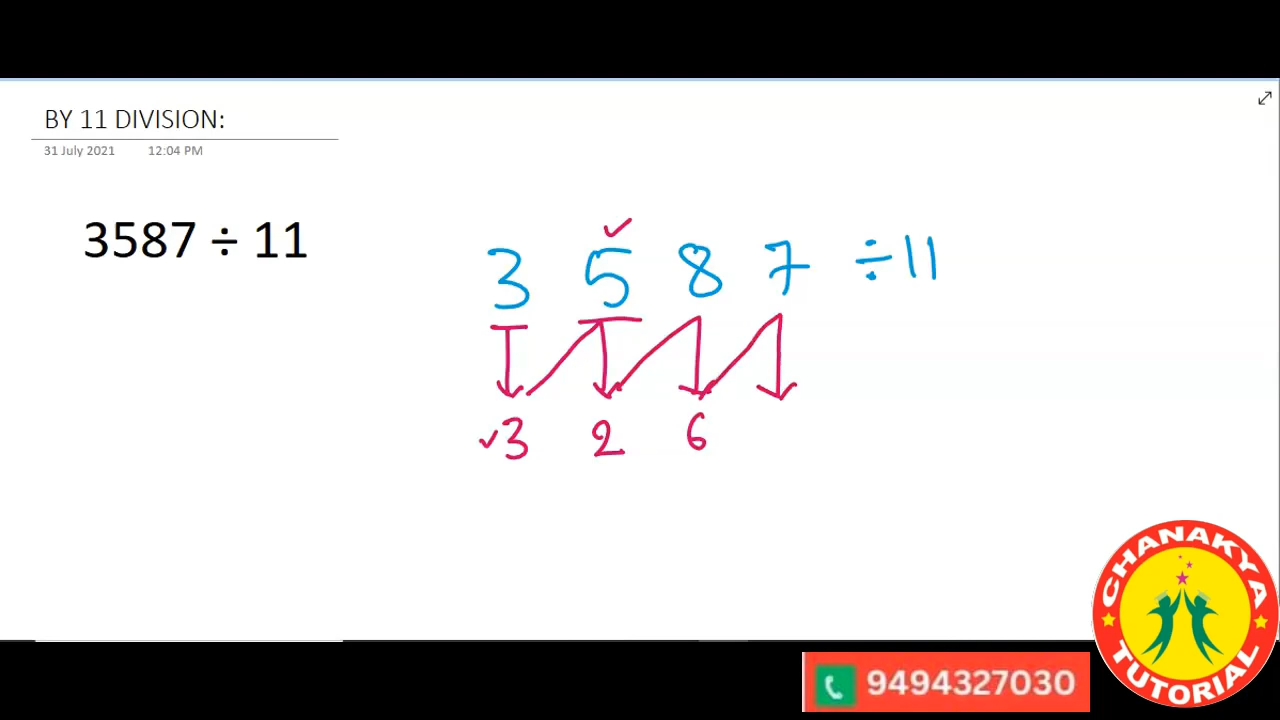 BY 11 DIVISION:
31 July 2021 12:04 PM
3587 ÷ 11
3 5 8 7 ÷11
3 2 6
CHANAKYA
TUTORIAL
9494327030